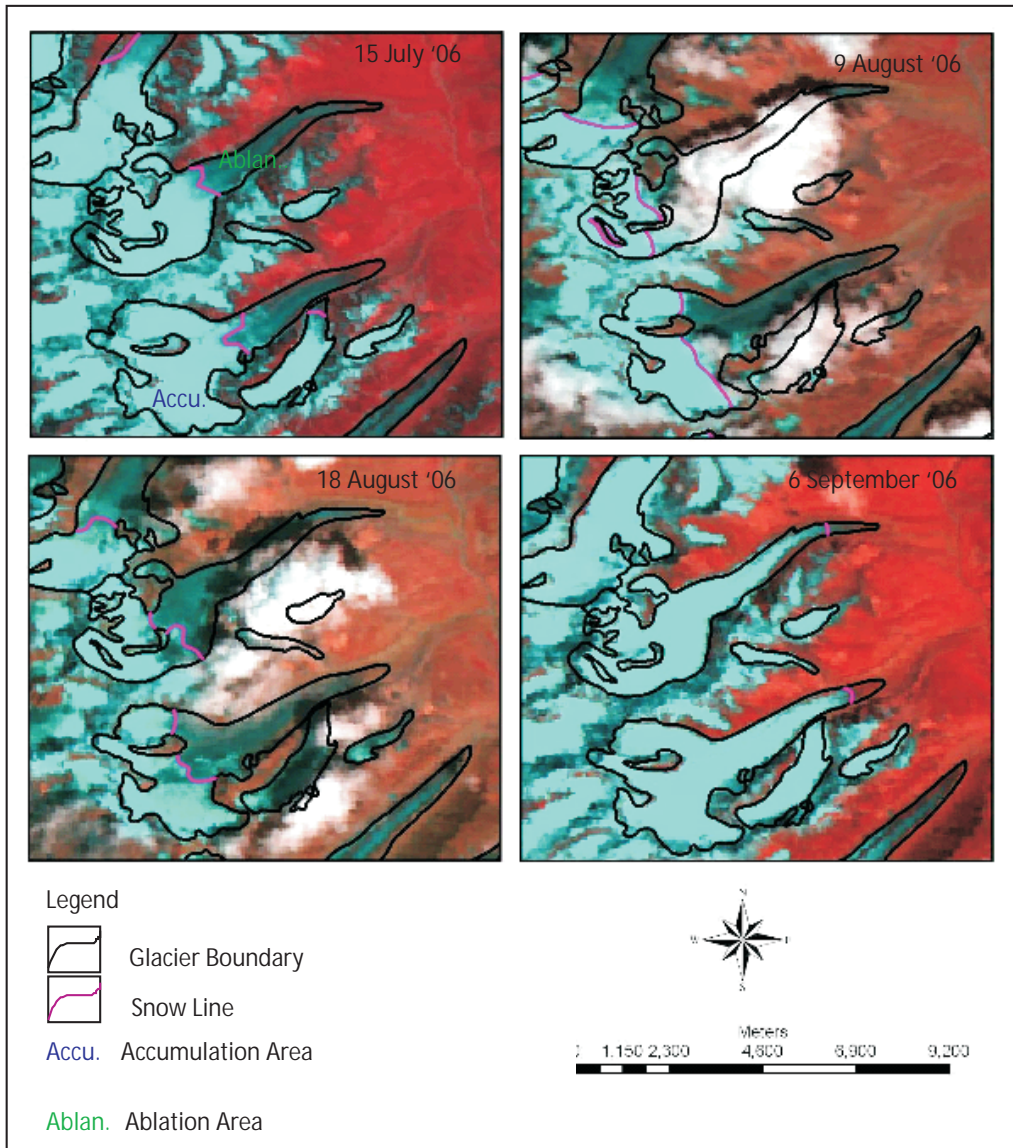 15 July '06
9 August '06
Ablan.
Accu.
18 August '06
6 September '06
Legend
Glacier Boundary
Snow Line
Accu. Accumulation Area
Ablan. Ablation Area
N
W
S
Meters
1,150 2,300 4,600 6,900 9,200